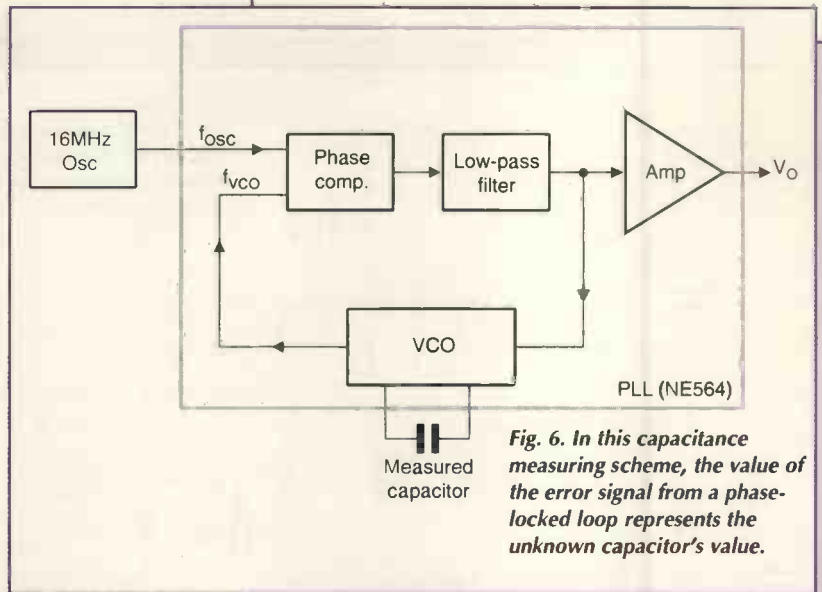 16MHz
Osc
fosc
fvco
Phase
comp.
Low-pass
filter
Amp
VO
VCO
PLL (NE564)
Measured
capacitor
Fig. 6. In this capacitance
measuring scheme, the value of
the error signal from a phase-
locked loop represents the
unknown capacitor's value.